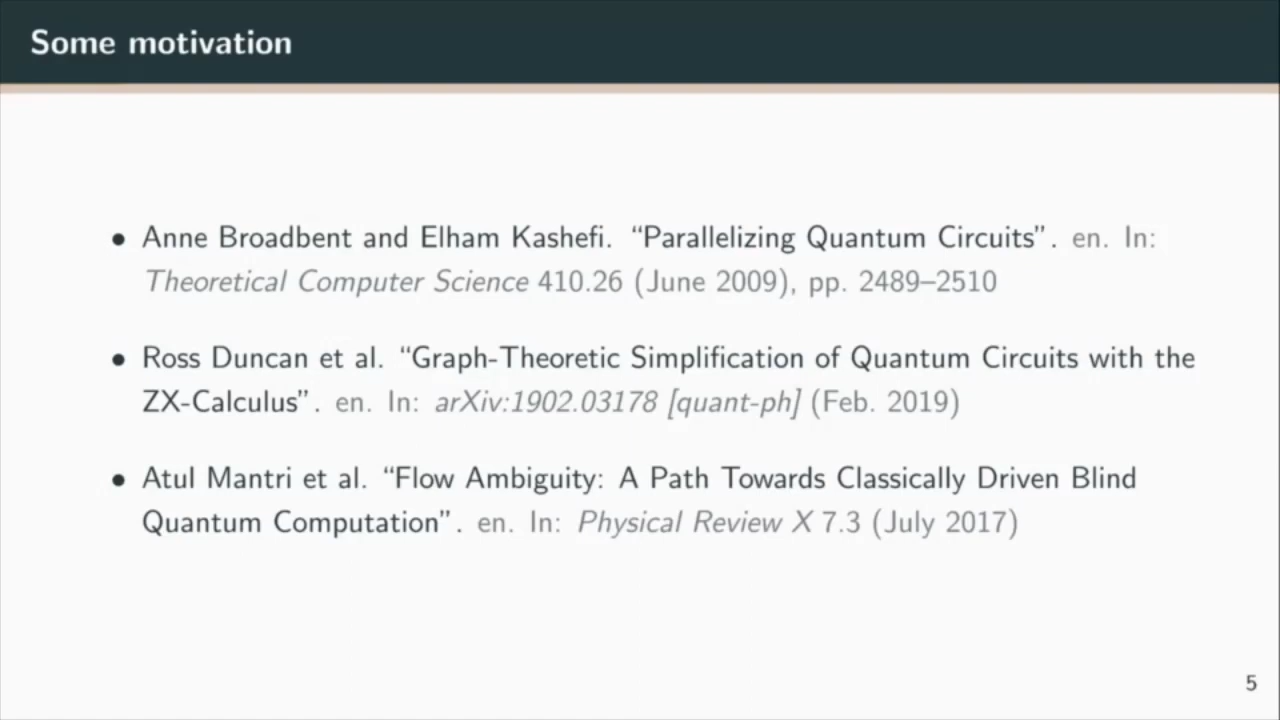 Some motivation
• Anne Broadbent and Elham Kashefi. “Parallelizing Quantum Circuits”. en. In:
Theoretical Computer Science 410.26 (June 2009), pp. 2489–2510
• Ross Duncan et al. “Graph-Theoretic Simplification of Quantum Circuits with the
ZX-Calculus”. en. In: arXiv:1902.03178 [quant-ph] (Feb. 2019)
• Atul Mantri et al. “Flow Ambiguity: A Path Towards Classically Driven Blind
Quantum Computation”. en. In: Physical Review X 7.3 (July 2017)
5